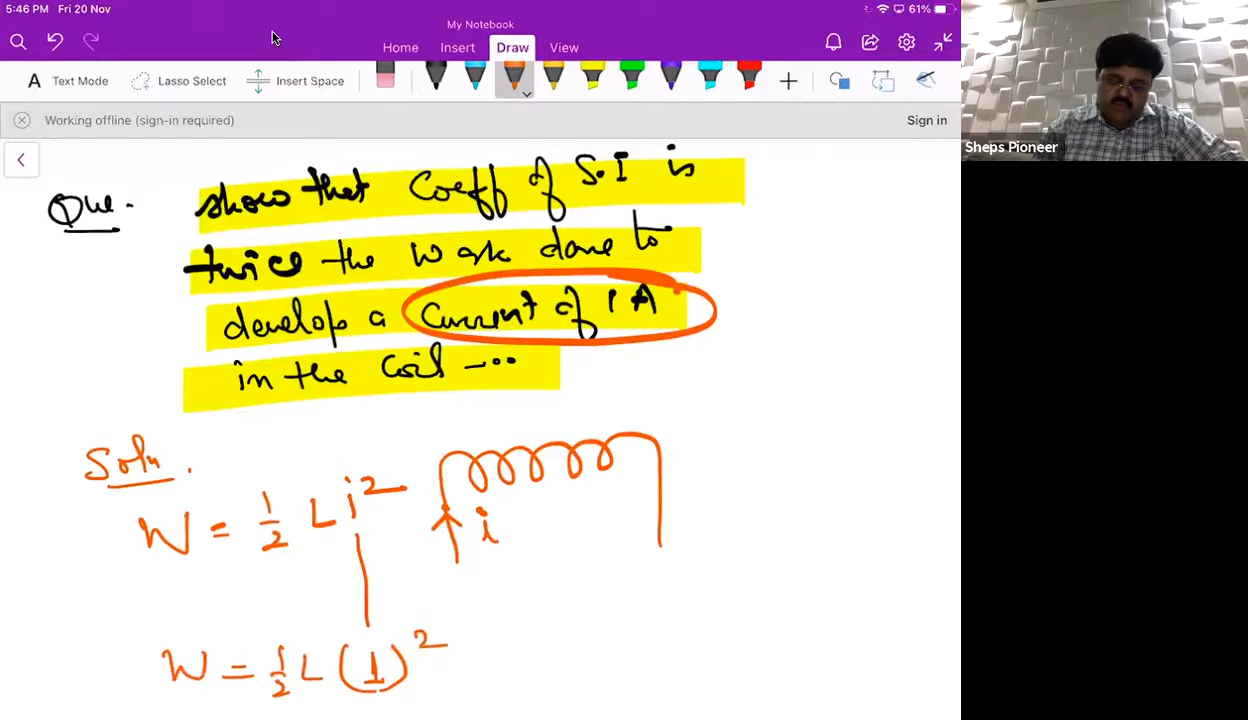 5:46 PM Fri 20 Nov
61%
My Notebook
Home Insert Draw View
A Text Mode Lasso Select Insert Space
Working offline (sign-in required) Sign in
Sheps Pioneer
Que. show that Coeff of S.I is
twice the work done to
develop a current of 1 A
in the coil -...
Soln.
W = 1/2 Li²
i
W = 1/2 L (1)²